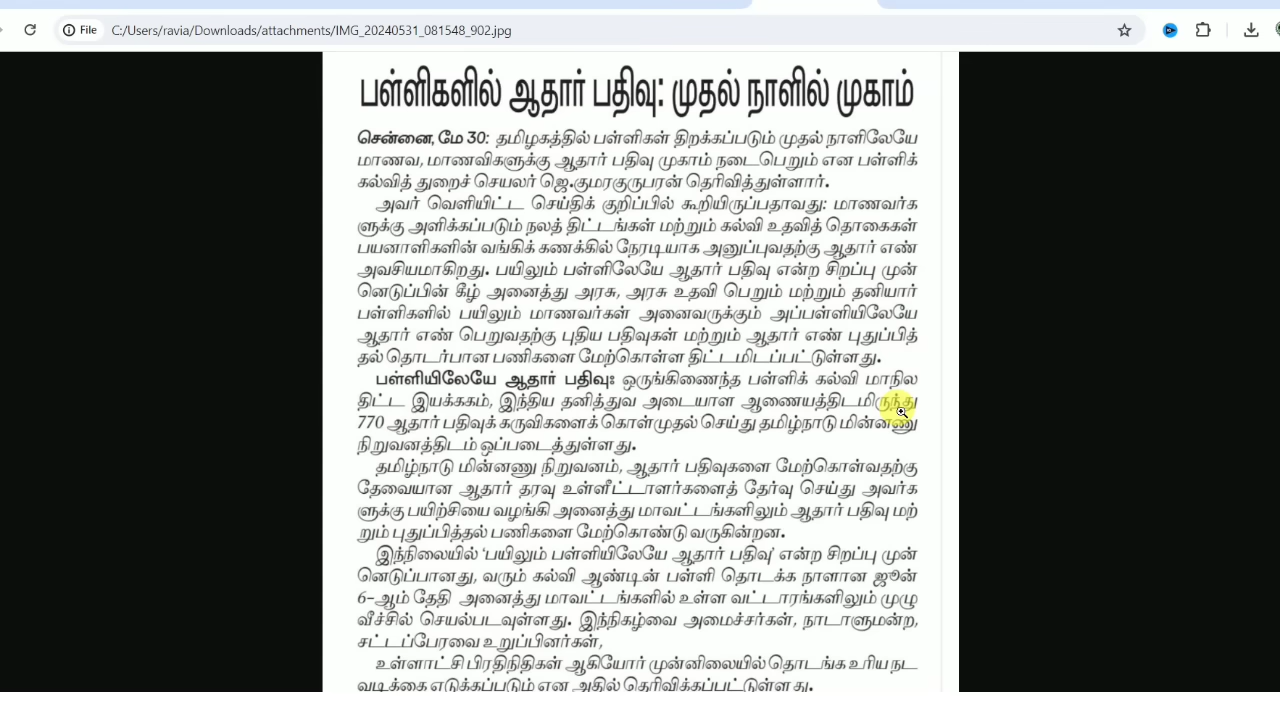 File
C:/Users/ravia/Downloads/attachments/IMG_20240531_081548_902.jpg
பள்ளிகளில் ஆதார் பதிவு: முதல் நாளில் முகாம்
சென்னை, மே 30: தமிழகத்தில் பள்ளிகள் திறக்கப்படும் முதல் நாளிலேயே
மாணவ, மாணவிகளுக்கு ஆதார் பதிவு முகாம் நடைபெறும் என பள்ளிக்
கல்வித் துறைச் செயலர் ஜெ.குமரகுருபரன் தெரிவித்துள்ளார்.
அவர் வெளியிட்ட செய்திக் குறிப்பில் கூறியிருப்பதாவது: மாணவர்க
ளுக்கு அளிக்கப்படும் நலத் திட்டங்கள் மற்றும் கல்வி உதவித் தொகைகள்
பயனாளிகளின் வங்கிக் கணக்கில் நேரடியாக அனுப்புவதற்கு ஆதார் எண்
அவசியமாகிறது. பயிலும் பள்ளிலேயே ஆதார் பதிவு என்ற சிறப்பு முன்
னெடுப்பின் கீழ் அனைத்து அரசு, அரசு உதவி பெறும் மற்றும் தனியார்
பள்ளிகளில் பயிலும் மாணவர்கள் அனைவருக்கும் அப்பள்ளியிலேயே
ஆதார் எண் பெறுவதற்கு புதிய பதிவுகள் மற்றும் ஆதார் எண் புதுப்பித்
தல் தொடர்பான பணிகளை மேற்கொள்ள திட்டமிடப்பட்டுள்ளது.
பள்ளியிலேயே ஆதார் பதிவு: ஒருங்கிணைந்த பள்ளிக் கல்வி மாநில
திட்ட இயக்ககம், இந்திய தனித்துவ அடையாள ஆணையத்திடமிருந்து
770 ஆதார் பதிவுக் கருவிகளைக் கொள்முதல் செய்து தமிழ்நாடு மின்னணு
நிறுவனத்திடம் ஒப்படைத்துள்ளது.
தமிழ்நாடு மின்னணு நிறுவனம், ஆதார் பதிவுகளை மேற்கொள்வதற்கு
தேவையான ஆதார் தரவு உள்ளீட்டாளர்களைத் தேர்வு செய்து அவர்க
ளுக்கு பயிற்சியை வழங்கி அனைத்து மாவட்டங்களிலும் ஆதார் பதிவு மற்
றும் புதுப்பித்தல் பணிகளை மேற்கொண்டு வருகின்றன.
இந்நிலையில் 'பயிலும் பள்ளியிலேயே ஆதார் பதிவு' என்ற சிறப்பு முன்
னெடுப்பானது, வரும் கல்வி ஆண்டின் பள்ளி தொடக்க நாளான ஜூன்
6-ஆம் தேதி அனைத்து மாவட்டங்களில் உள்ள வட்டாரங்களிலும் முழு
வீச்சில் செயல்படவுள்ளது. இந்நிகழ்வை அமைச்சர்கள், நாடாளுமன்ற,
சட்டப்பேரவை உறுப்பினர்கள்,
உள்ளாட்சி பிரதிநிதிகள் ஆகியோர் முன்னிலையில் தொடங்க உரிய நட
வடிக்கை எடுக்கப்படும் என அதில் தெரிவிக்கப்பட்டுள்ளது.